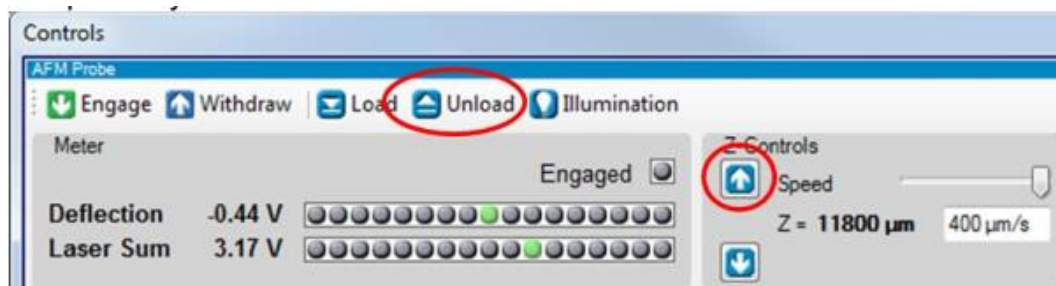 Controls
AFM Probe
Engage Withdraw Load Unload Illumination
Meter
Engaged
Deflection -0.44 V
Laser Sum 3.17 V
Z-Controls
Speed
Z = 11800 µm 400 µm/s